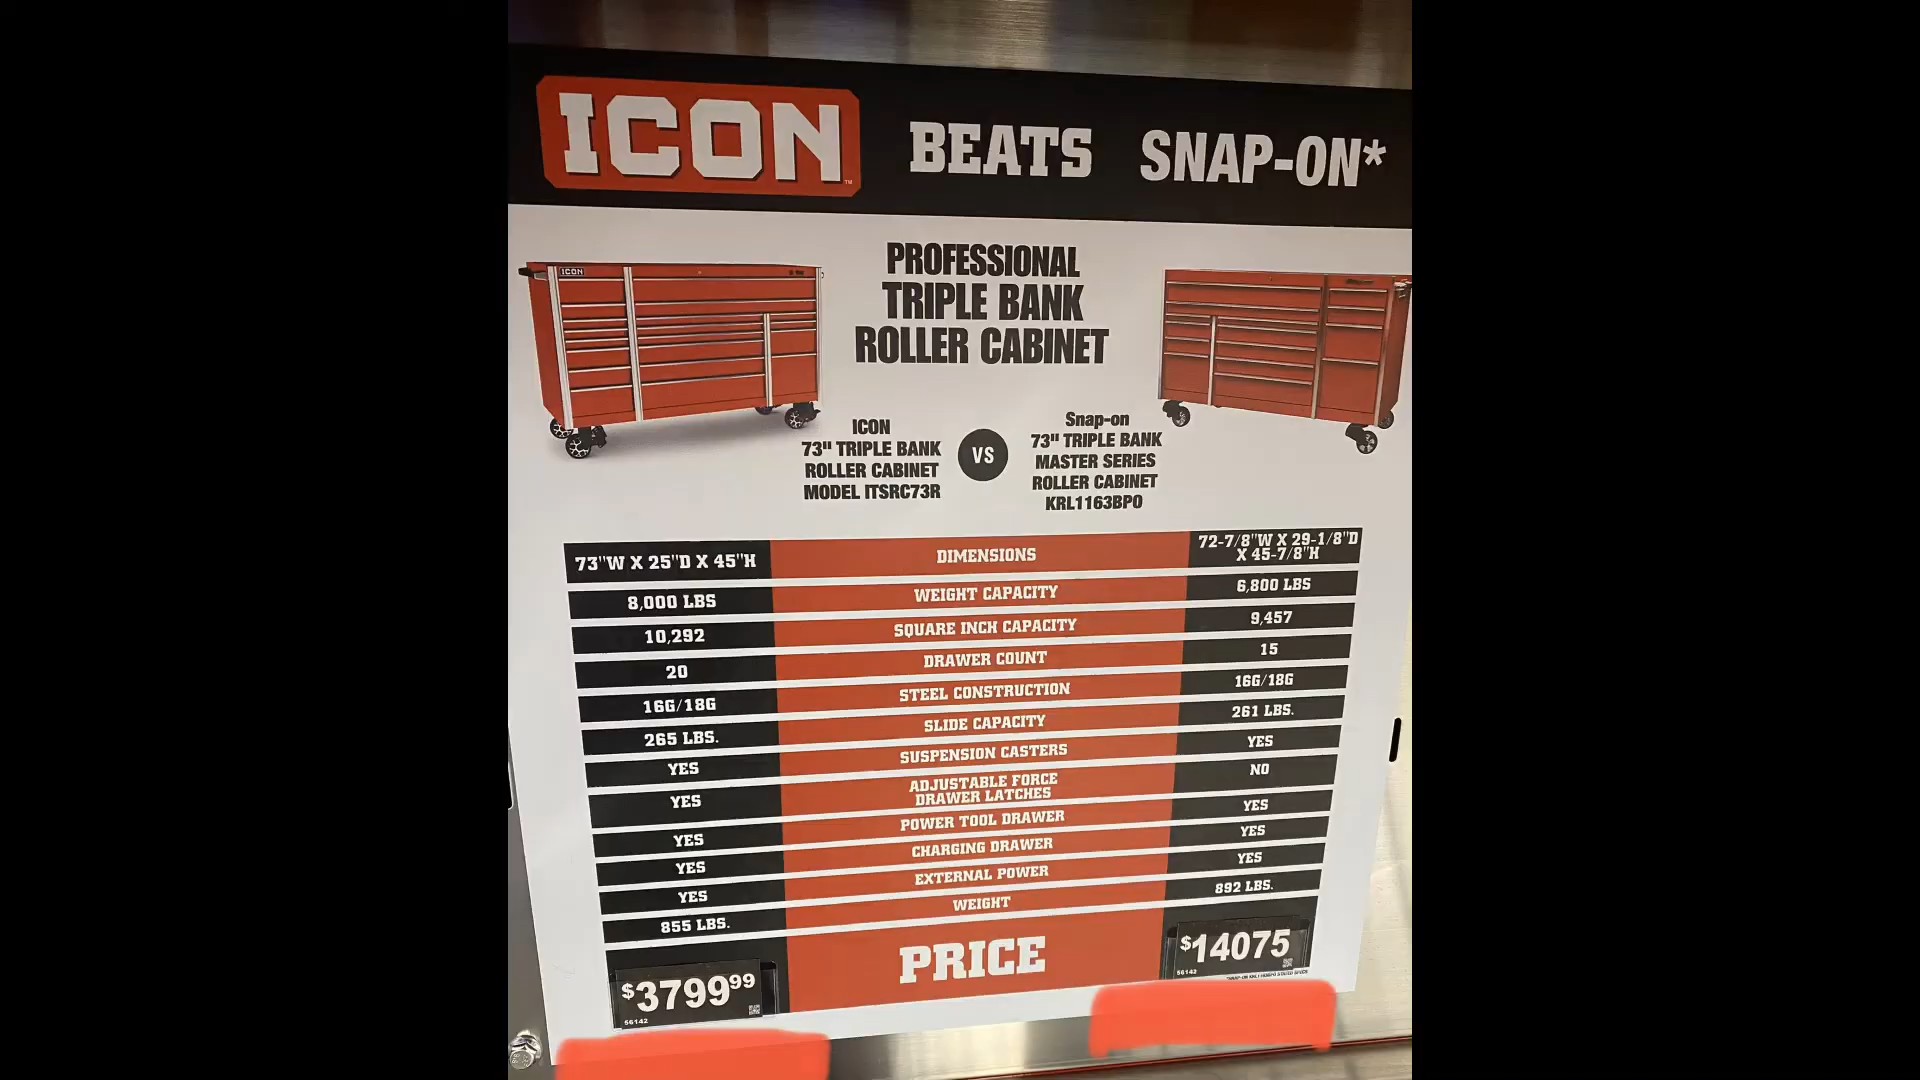 ICON™ BEATS SNAP-ON*
PROFESSIONAL
TRIPLE BANK
ROLLER CABINET
ICON
ICON
73" TRIPLE BANK
ROLLER CABINET
MODEL ITSRC73R
VS
Snap-on
73" TRIPLE BANK
MASTER SERIES
ROLLER CABINET
KRL1163BPO
73"W X 25"D X 45"H DIMENSIONS 72-7/8"W X 29-1/8"D
X 45-7/8"H
8,000 LBS WEIGHT CAPACITY 6,800 LBS
10,292 SQUARE INCH CAPACITY 9,457
20 DRAWER COUNT 15
16G/18G STEEL CONSTRUCTION 16G/18G
265 LBS. SLIDE CAPACITY 261 LBS.
YES SUSPENSION CASTERS YES
YES ADJUSTABLE FORCE
DRAWER LATCHES NO
YES POWER TOOL DRAWER YES
YES CHARGING DRAWER YES
YES EXTERNAL POWER YES
855 LBS. WEIGHT 892 LBS.
$3799.99 PRICE $14075
56142 56142